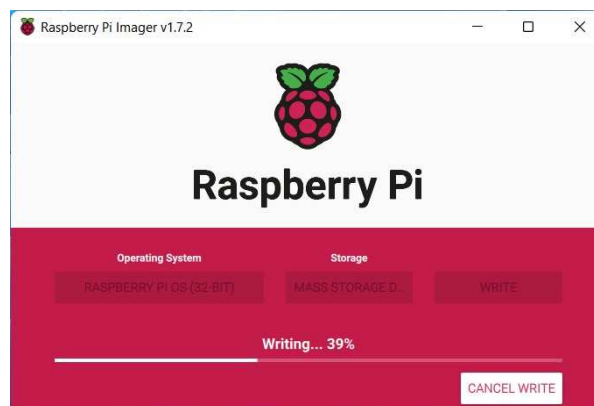 Raspberry Pi Imager v1.7.2
Raspberry Pi
Operating System Storage
RASPBERRY PI OS (32-BIT) MASS STORAGE D... WRITE
Writing... 39%
CANCEL WRITE